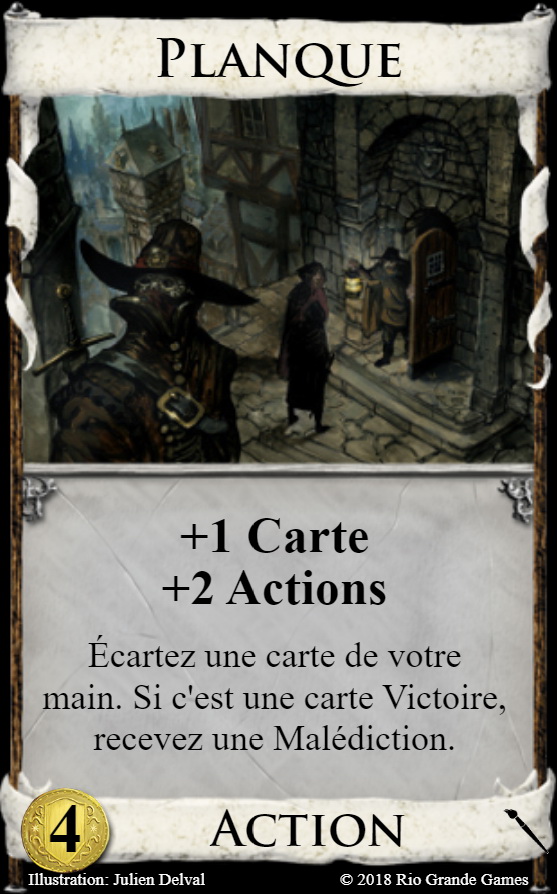 PLANQUE
+1 Carte
+2 Actions
Écartez une carte de votre
main. Si c'est une carte Victoire,
recevez une Malédiction.
4
ACTION
Illustration: Julien Delval
© 2018 Rio Grande Games